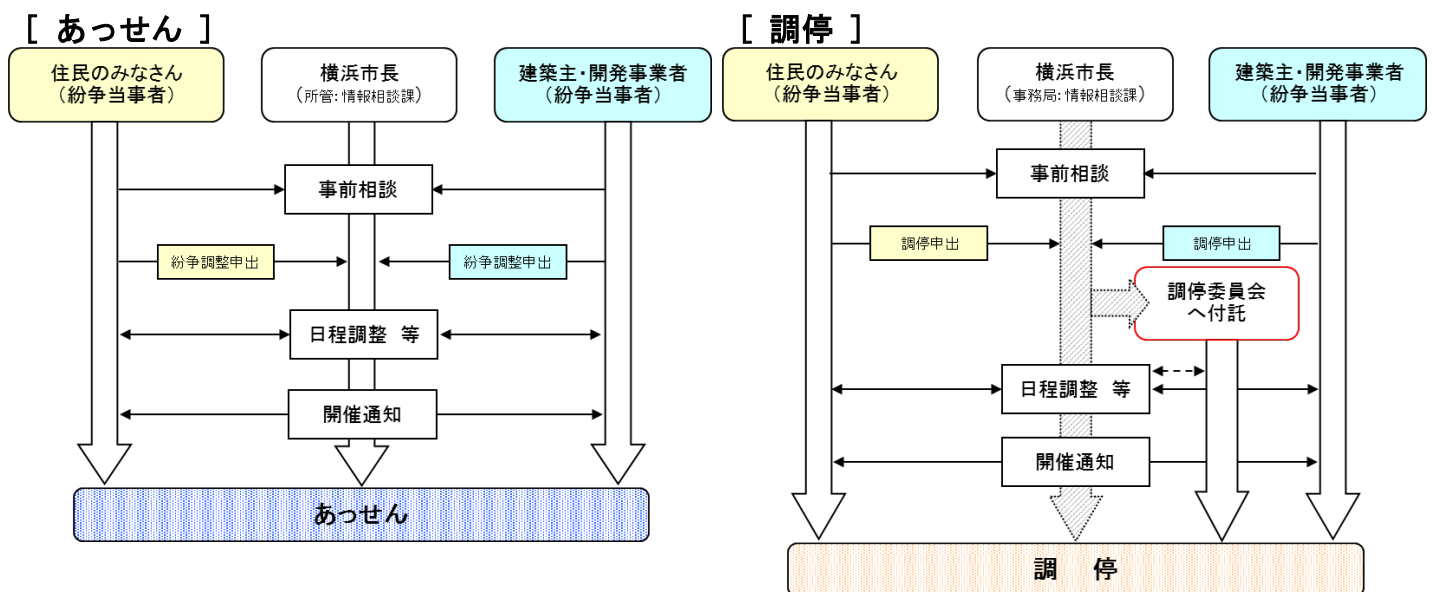 [ あっせん ]
住民のみなさん
（紛争当事者）
横浜市長
（所管：情報相談課）
建築主・開発事業者
（紛争当事者）
事前相談
紛争調整申出
紛争調整申出
日程調整 等
開催通知
あっせん
[ 調停 ]
住民のみなさん
（紛争当事者）
横浜市長
（事務局：情報相談課）
建築主・開発事業者
（紛争当事者）
事前相談
調停申出
調停申出
調停委員会
へ付託
日程調整 等
開催通知
調 停